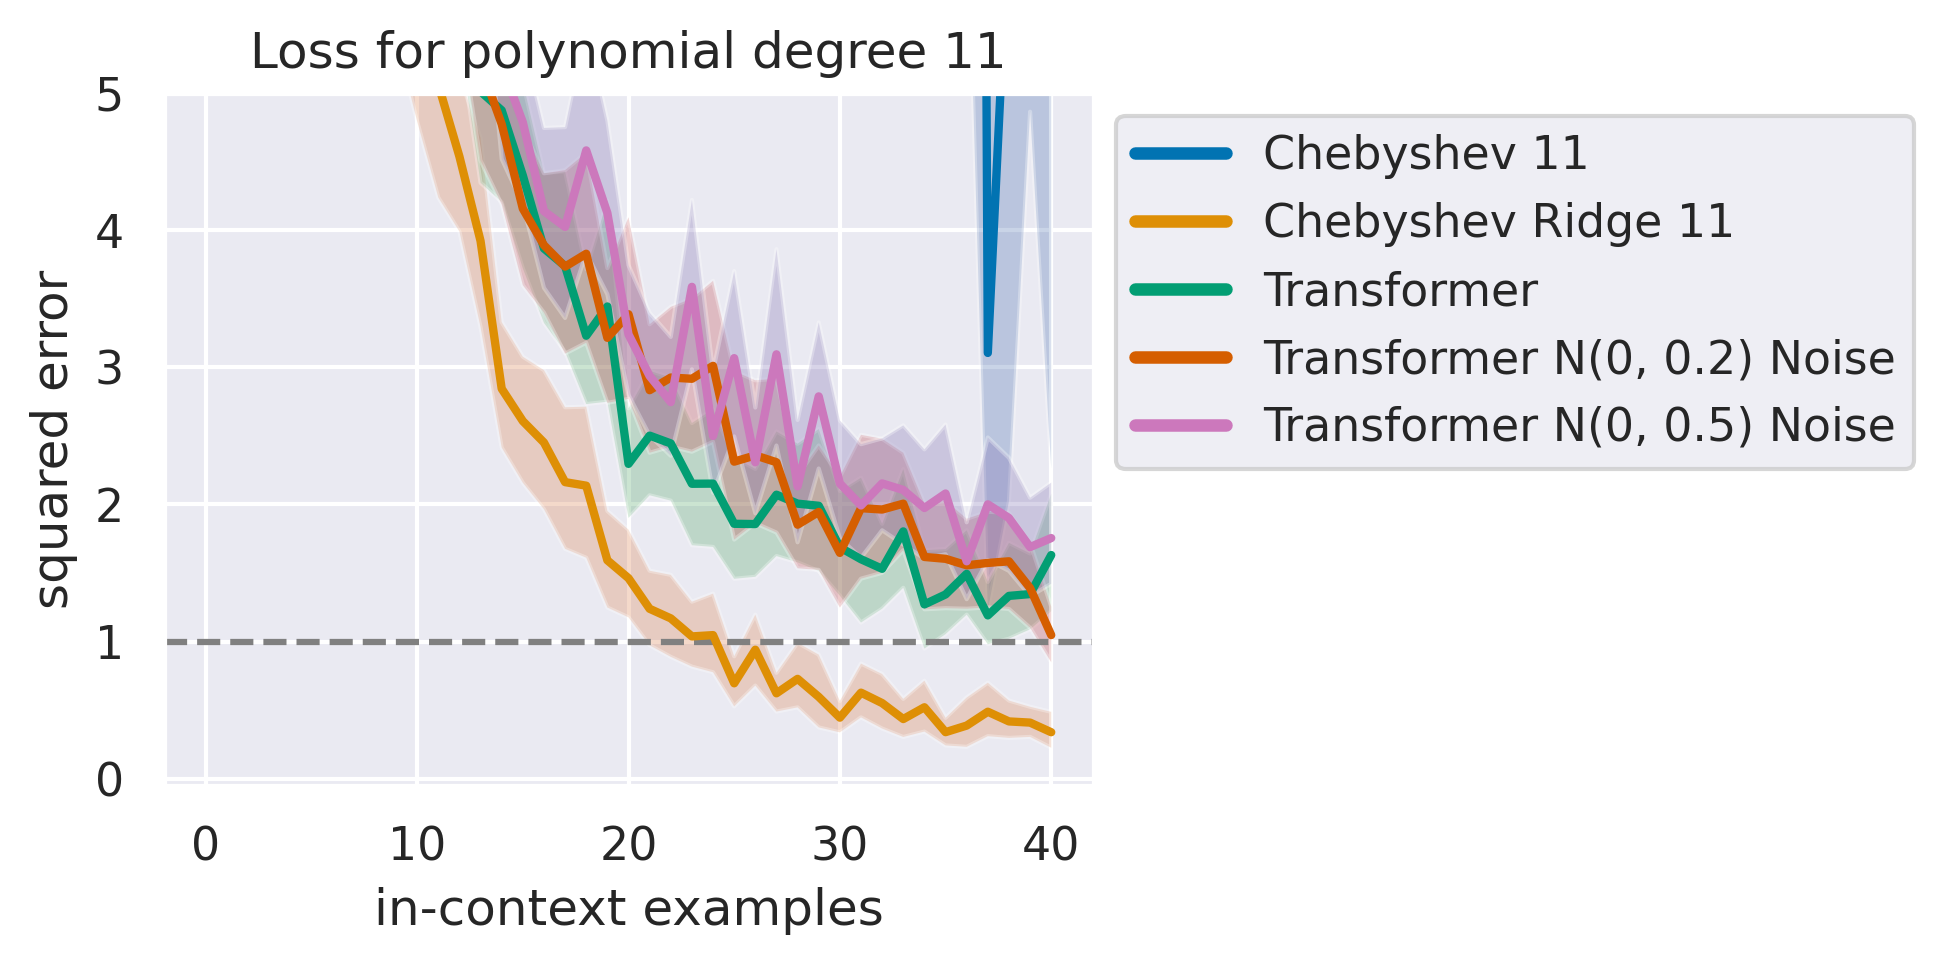 Loss for polynomial degree 11
5
4
3
2
1
0
squared error
0 10 20 30 40
in-context examples
Chebyshev 11
Chebyshev Ridge 11
Transformer
Transformer N(0, 0.2) Noise
Transformer N(0, 0.5) Noise